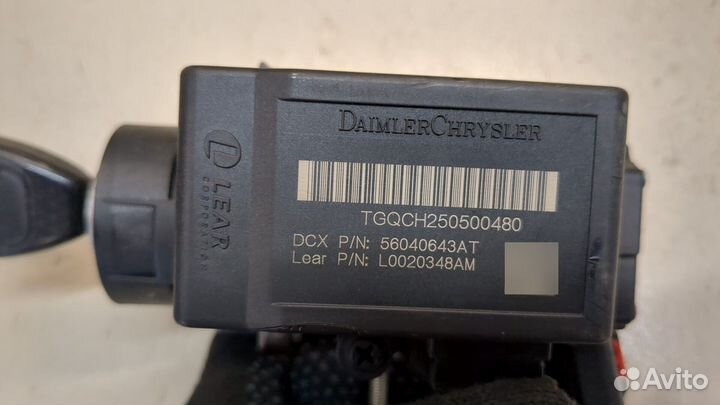 LEAR
CORPORATION
DAIMLERCHRYSLER
TGQCH250500480
DCX P/N: 56040643AT
Lear P/N: L0020348AM
Avito